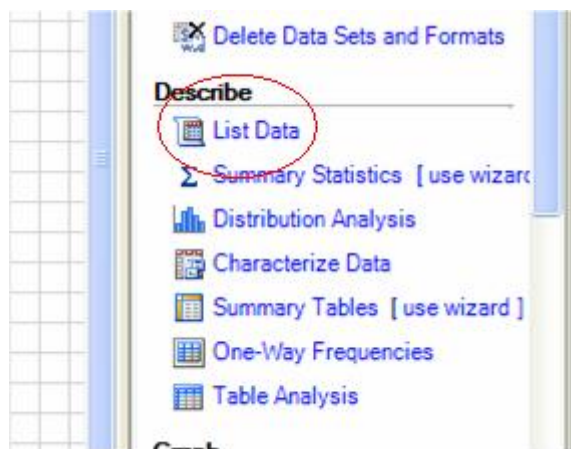 Delete Data Sets and Formats
Describe
List Data
Σ Summary Statistics [ use wizard
Distribution Analysis
Characterize Data
Summary Tables [ use wizard ]
One-Way Frequencies
Table Analysis
Graph